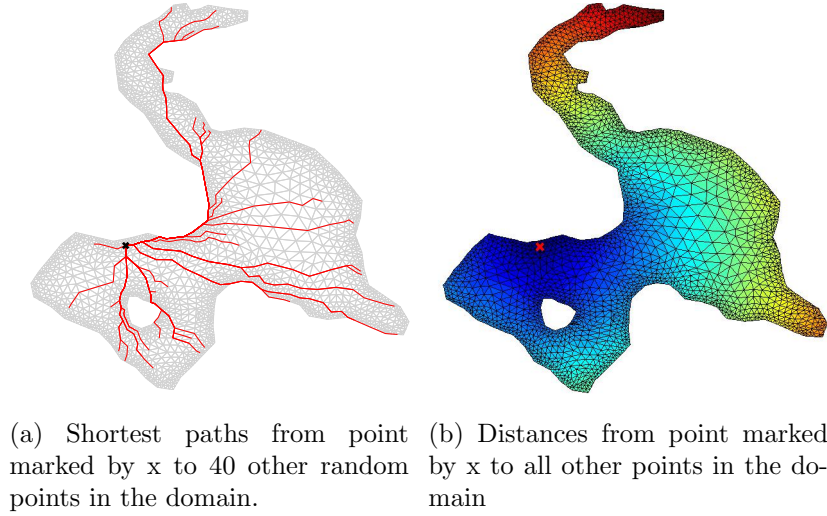 (a) Shortest paths from point
marked by x to 40 other random
points in the domain.
(b) Distances from point marked
by x to all other points in the do-
main